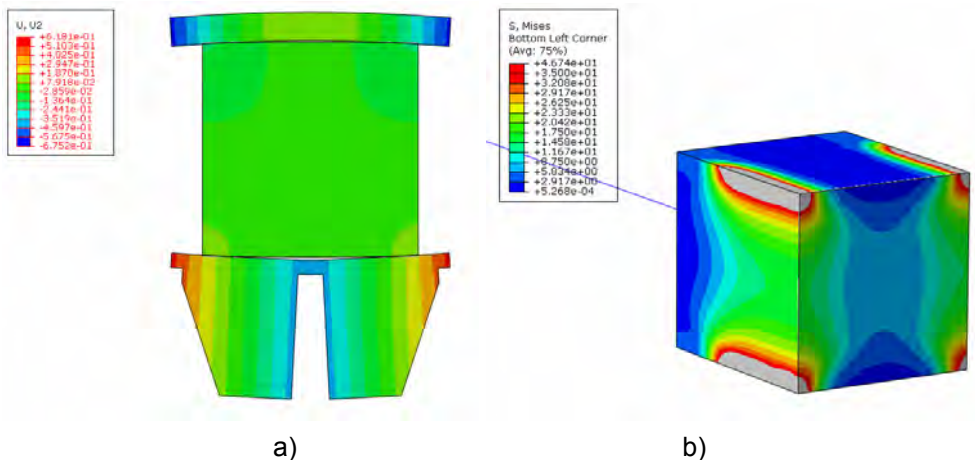 U, U2
+6.181e-01
+5.103e-01
+4.025e-01
+2.947e-01
+1.870e-01
+7.918e-02
-2.859e-02
-1.364e-01
-2.441e-01
-3.519e-01
-4.597e-01
-5.675e-01
-6.752e-01
S, Mises
Bottom Left Corner
(Avg: 75%)
+4.674e+01
+3.500e+01
+3.208e+01
+2.917e+01
+2.625e+01
+2.333e+01
+2.042e+01
+1.750e+01
+1.458e+01
+1.167e+01
+8.750e+00
+5.834e+00
+2.917e+00
+5.268e-04
a)
b)